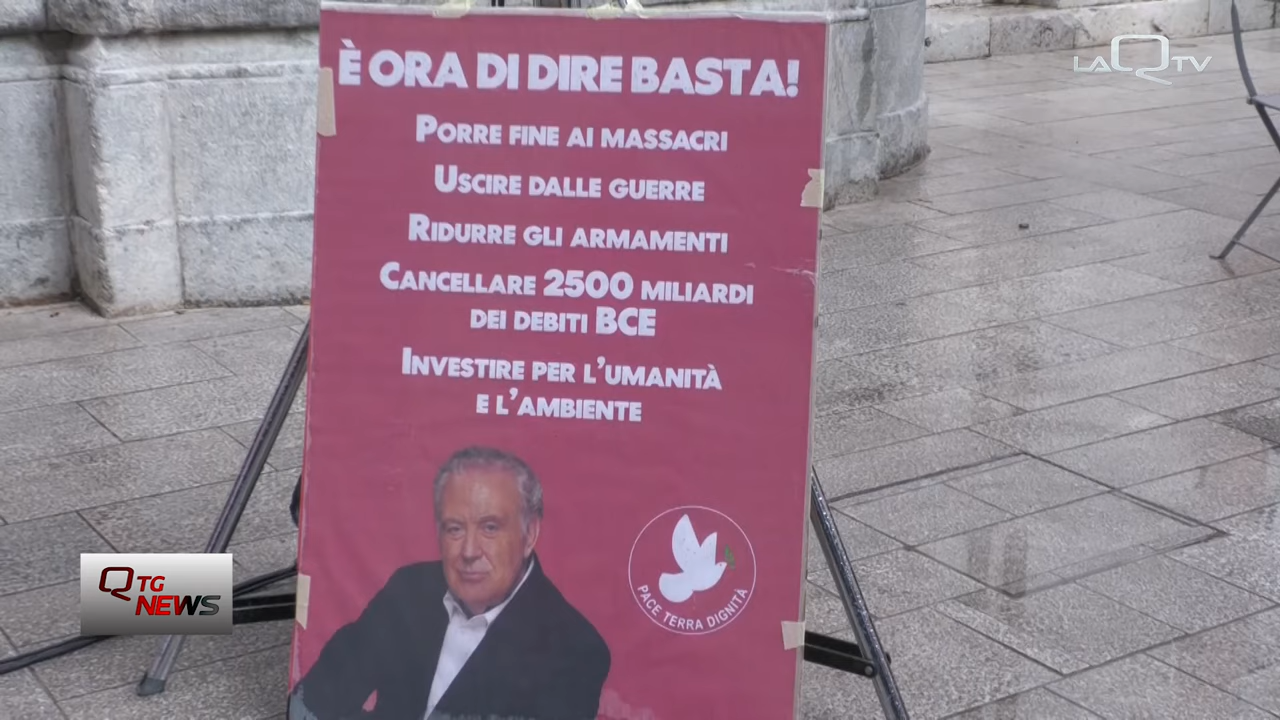 È ORA DI DIRE BASTA!
PORRE FINE AI MASSACRI
USCIRE DALLE GUERRE
RIDURRE GLI ARMAMENTI
CANCELLARE 2500 MILIARDI
DEI DEBITI BCE
INVESTIRE PER L'UMANITÀ
E L'AMBIENTE
PACE TERRA DIGNITÀ
LAQTV
Q TG
NEWS